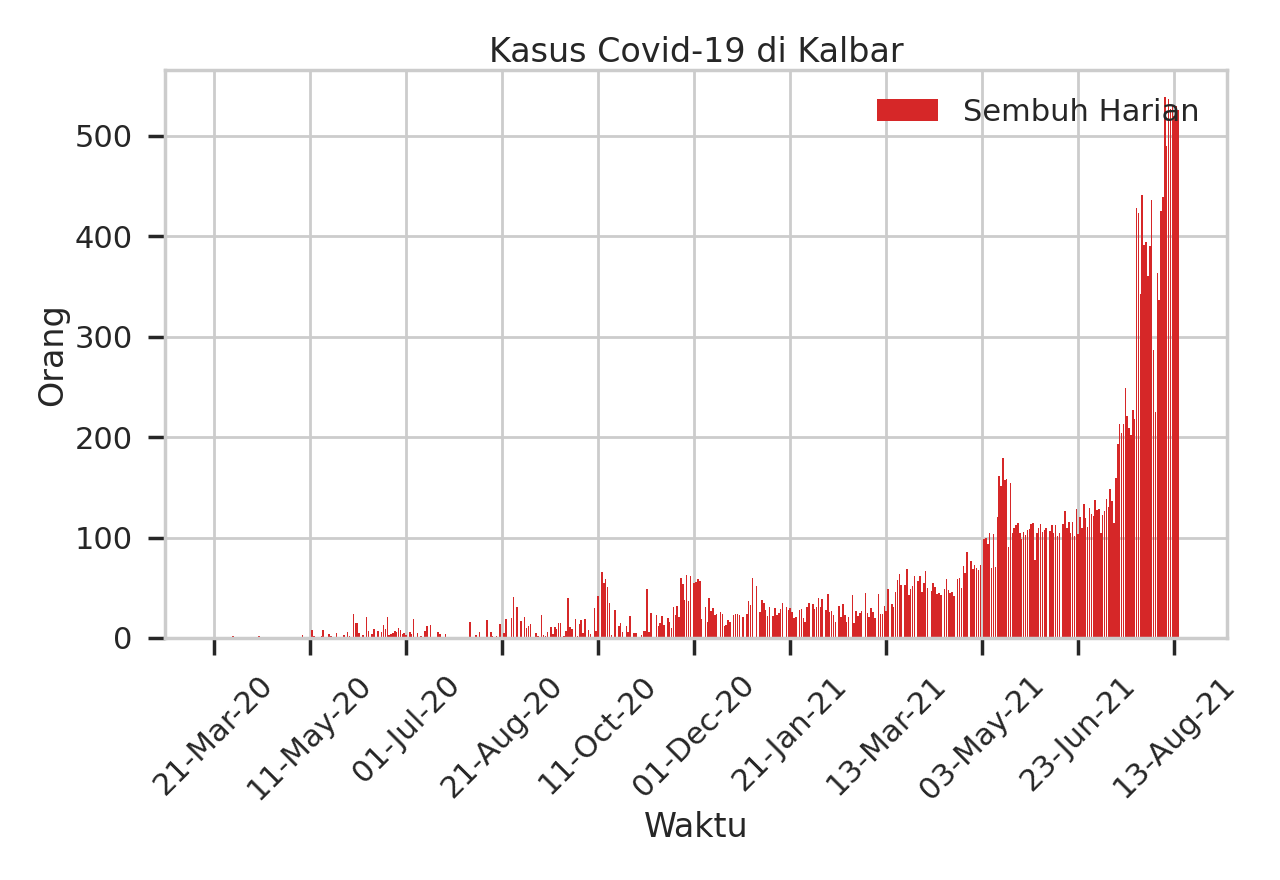 Kasus Covid-19 di Kalbar
Sembuh Harian
Orang
500
400
300
200
100
0
21-Mar-20
11-May-20
01-Jul-20
21-Aug-20
11-Oct-20
01-Dec-20
21-Jan-21
13-Mar-21
03-May-21
23-Jun-21
13-Aug-21
Waktu